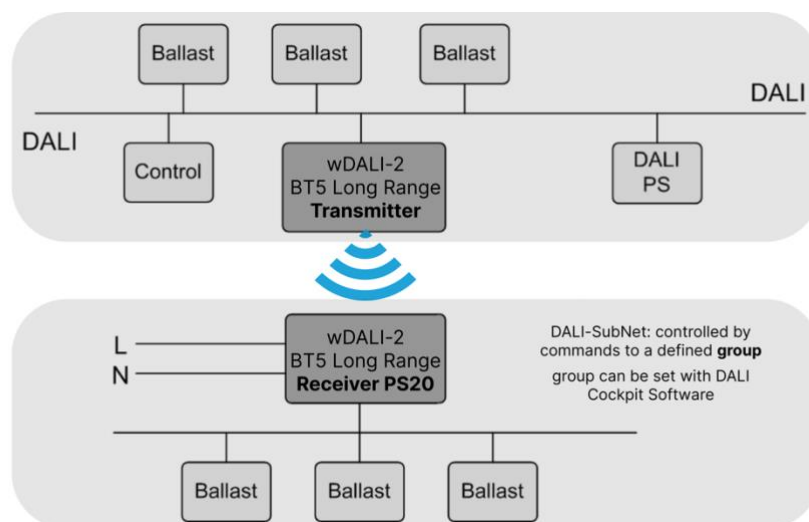 Ballast
Ballast
Ballast
DALI
DALI
Control
wDALI-2
BT5 Long Range
Transmitter
DALI
PS
L
N
wDALI-2
BT5 Long Range
Receiver PS20
DALI-SubNet: controlled by
commands to a defined group
group can be set with DALI
Cockpit Software
Ballast
Ballast
Ballast